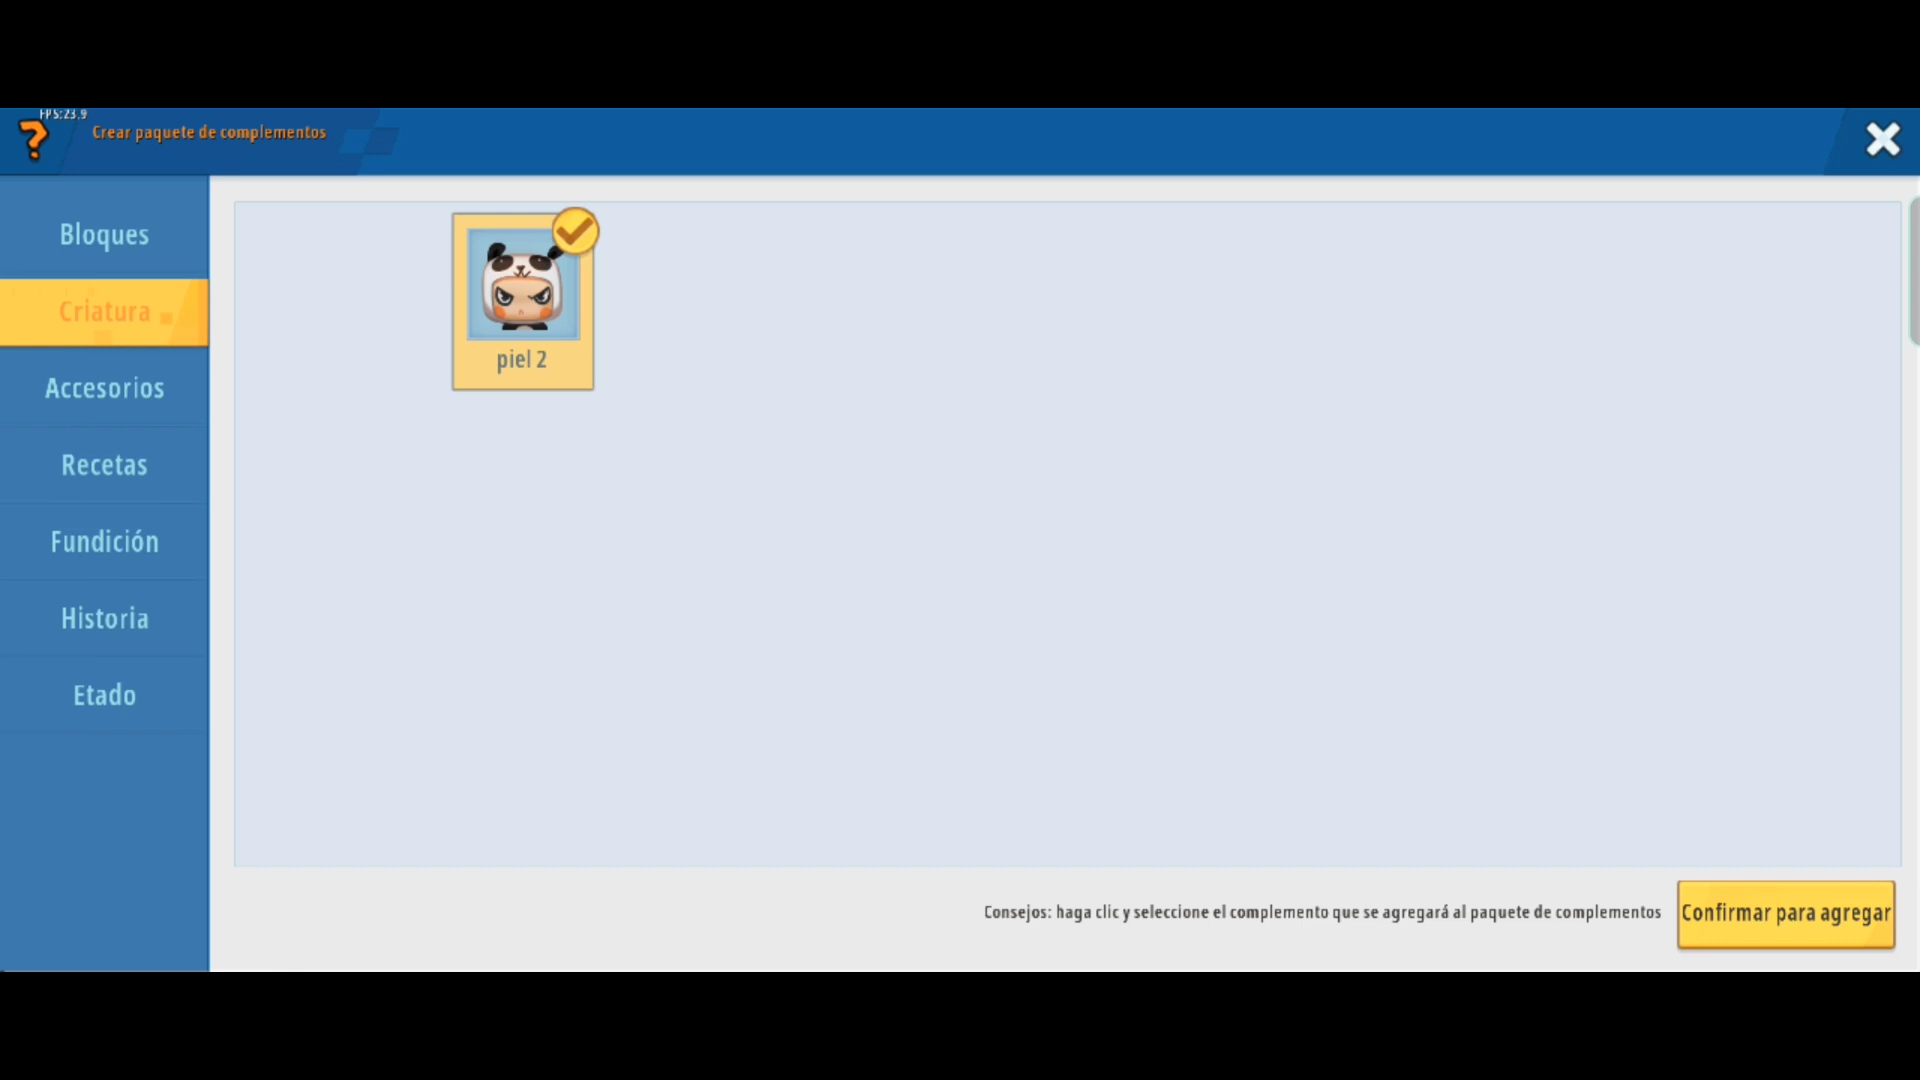 FPS:23.9
Crear paquete de complementos
Bloques
Criatura
Accesorios
Recetas
Fundición
Historia
Etado
piel 2
Consejos: haga clic y seleccione el complemento que se agregará al paquete de complementos
Confirmar para agregar